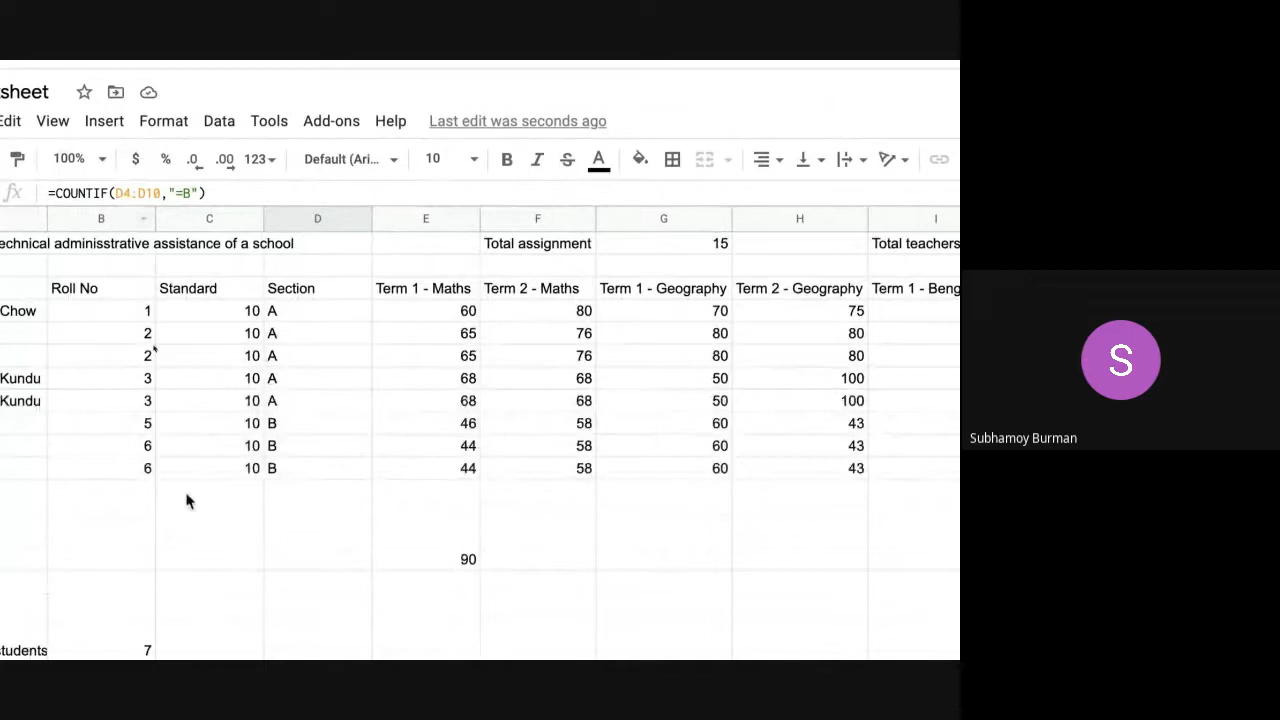 sheet
Edit View Insert Format Data Tools Add-ons Help Last edit was seconds ago
100% $ % .0 .00 123 Default (Ari... 10 B I S A
fx =COUNTIF(D4:D10,"=B")
B C D E F G H I
echnical adminisstrative assistance of a school Total assignment 15 Total teachers
Roll No Standard Section Term 1 - Maths Term 2 - Maths Term 1 - Geography Term 2 - Geography Term 1 - Beng
Chow 1 10 A 60 80 70 75
2 10 A 65 76 80 80
2 10 A 65 76 80 80
Kundu 3 10 A 68 68 50 100
Kundu 3 10 A 68 68 50 100
5 10 B 46 58 60 43
6 10 B 44 58 60 43
6 10 B 44 58 60 43
90
students 7
S
Subhamoy Burman